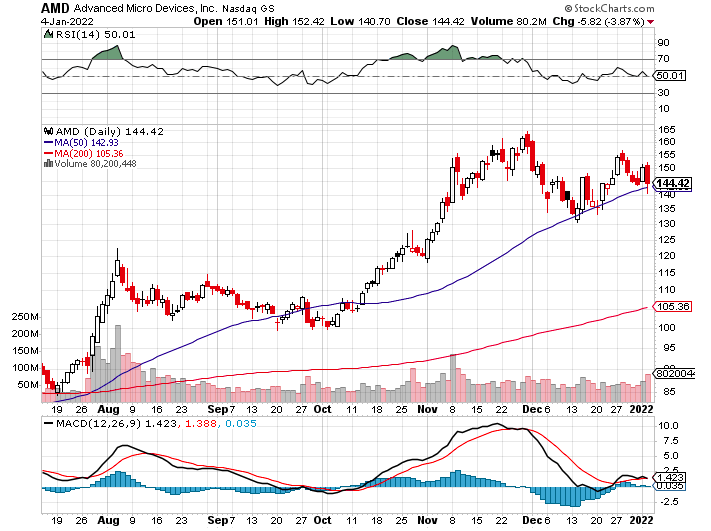 AMD Advanced Micro Devices, Inc. Nasdaq GS © StockCharts.com
4-Jan-2022 Open 151.01 High 152.42 Low 140.70 Close 144.42 Volume 80.2M Chg -5.82 (-3.87%)
RSI(14) 50.01
90
70
50.01
30
10
AMD (Daily) 144.42
MA(50) 142.93
MA(200) 105.36
Volume 80,200,448
165
160
155
150
144.42
140
135
130
125
120
115
110
105.36
100
95
85
250M
200M
150M
100M
50M
8020044
19 26 Aug 9 16 23 Sep 7 13 20 27 Oct 11 18 25 Nov 8 15 22 Dec 6 13 20 27 2022
MACD(12,26,9) 1.423, 1.388, 0.035
10.0
7.5
5.0
1.423
0.035
-2.5
19 26 Aug 9 16 23 Sep 7 13 20 27 Oct 11 18 25 Nov 8 15 22 Dec 6 13 20 27 2022